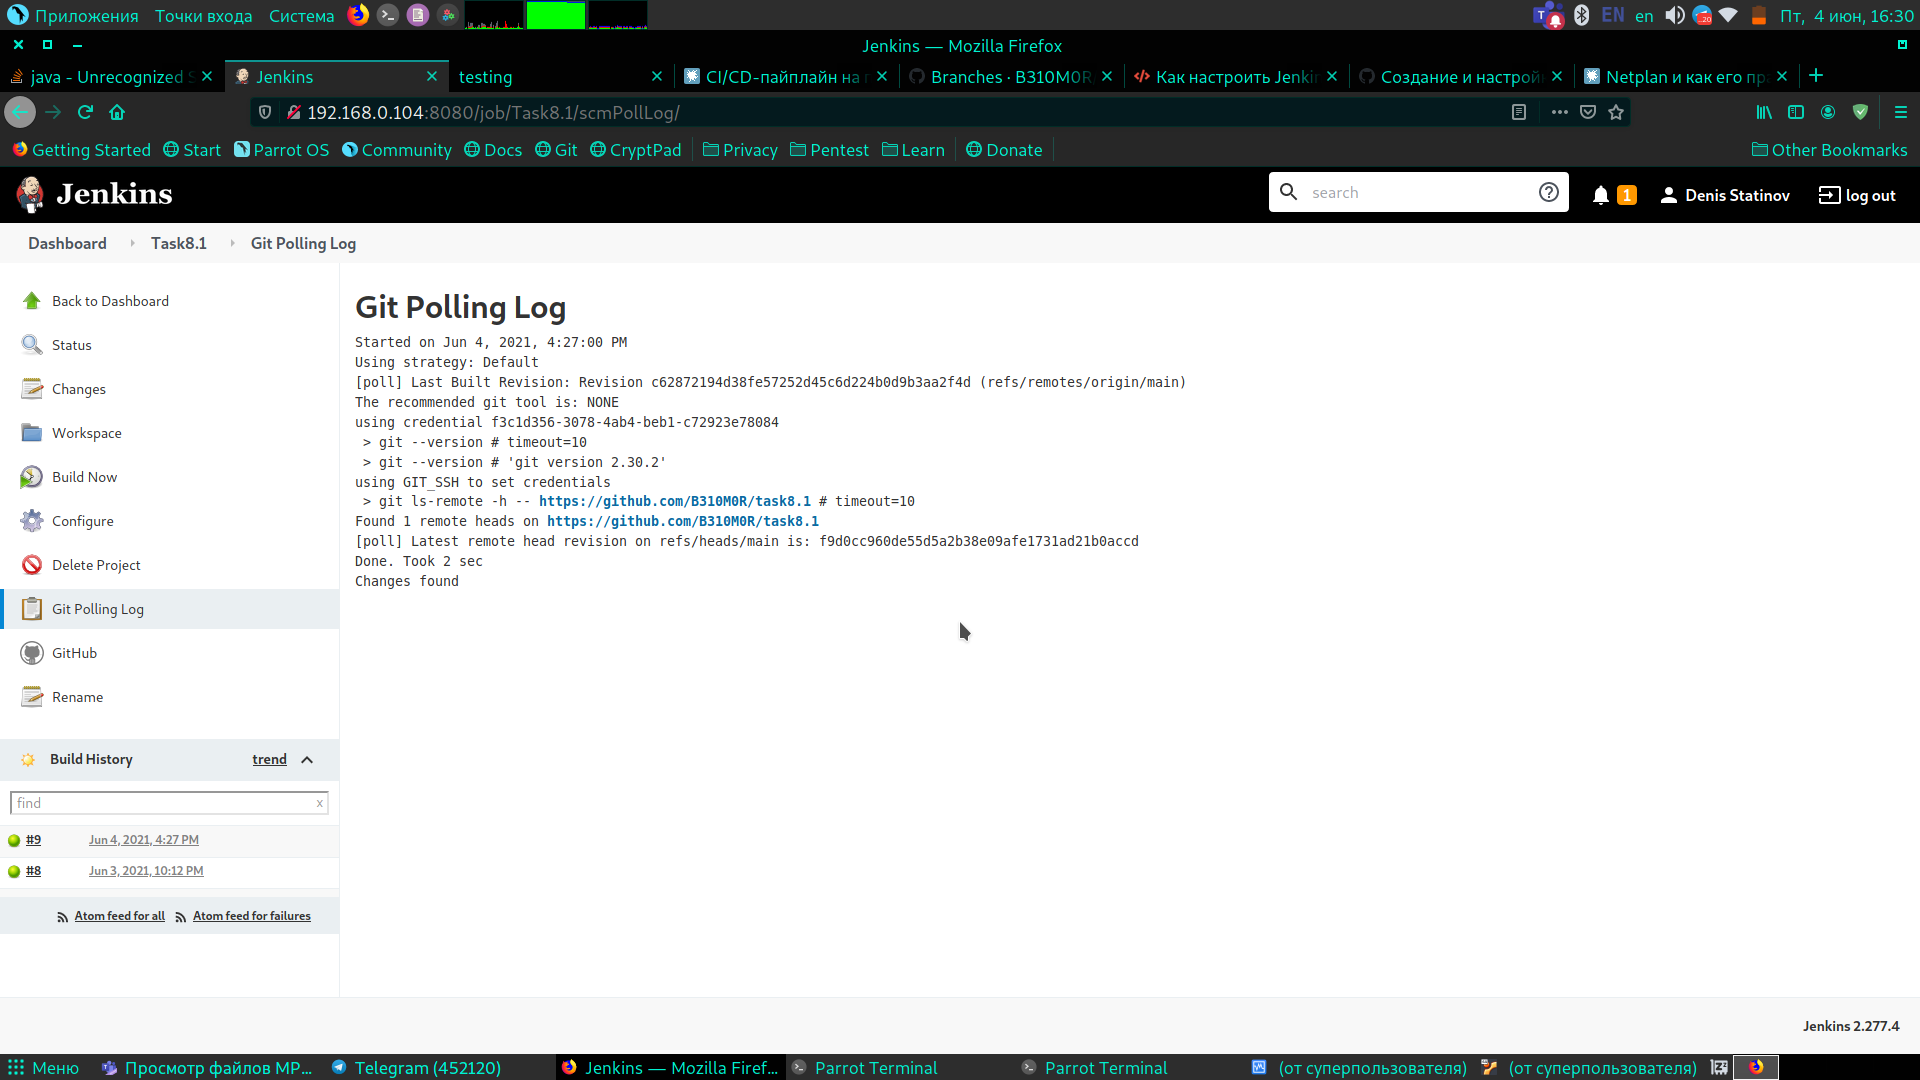 Приложения Точки входа Система EN en Пт, 4 июн, 16:30
Jenkins — Mozilla Firefox
java - Unrecognized Jenkins testing CI/CD-пайплайн на Branches · B310M0R Как настроить Jenki Создание и настрой Netplan и как его пр
192.168.0.104:8080/job/Task8.1/scmPollLog/
Getting Started Start Parrot OS Community Docs Git CryptPad Privacy Pentest Learn Donate Other Bookmarks
Jenkins search 1 Denis Statinov log out
Dashboard Task8.1 Git Polling Log
Back to Dashboard
Status
Changes
Workspace
Build Now
Configure
Delete Project
Git Polling Log
GitHub
Rename
Build History trend
find x
#9 Jun 4, 2021, 4:27 PM
#8 Jun 3, 2021, 10:12 PM
Atom feed for all Atom feed for failures
Git Polling Log
Started on Jun 4, 2021, 4:27:00 PM
Using strategy: Default
[poll] Last Built Revision: Revision c62872194d38fe57252d45c6d224b0d9b3aa2f4d (refs/remotes/origin/main)
The recommended git tool is: NONE
using credential f3c1d356-3078-4ab4-beb1-c72923e78084
> git --version # timeout=10
> git --version # 'git version 2.30.2'
using GIT_SSH to set credentials
> git ls-remote -h -- https://github.com/B310M0R/task8.1 # timeout=10
Found 1 remote heads on https://github.com/B310M0R/task8.1
[poll] Latest remote head revision on refs/heads/main is: f9d0cc960de55d5a2b38e09afe1731ad21b0accd
Done. Took 2 sec
Changes found
Jenkins 2.277.4
Меню Просмотр файлов MP... Telegram (452120) Jenkins — Mozilla Firef... Parrot Terminal Parrot Terminal (от суперпользователя) (от суперпользователя)